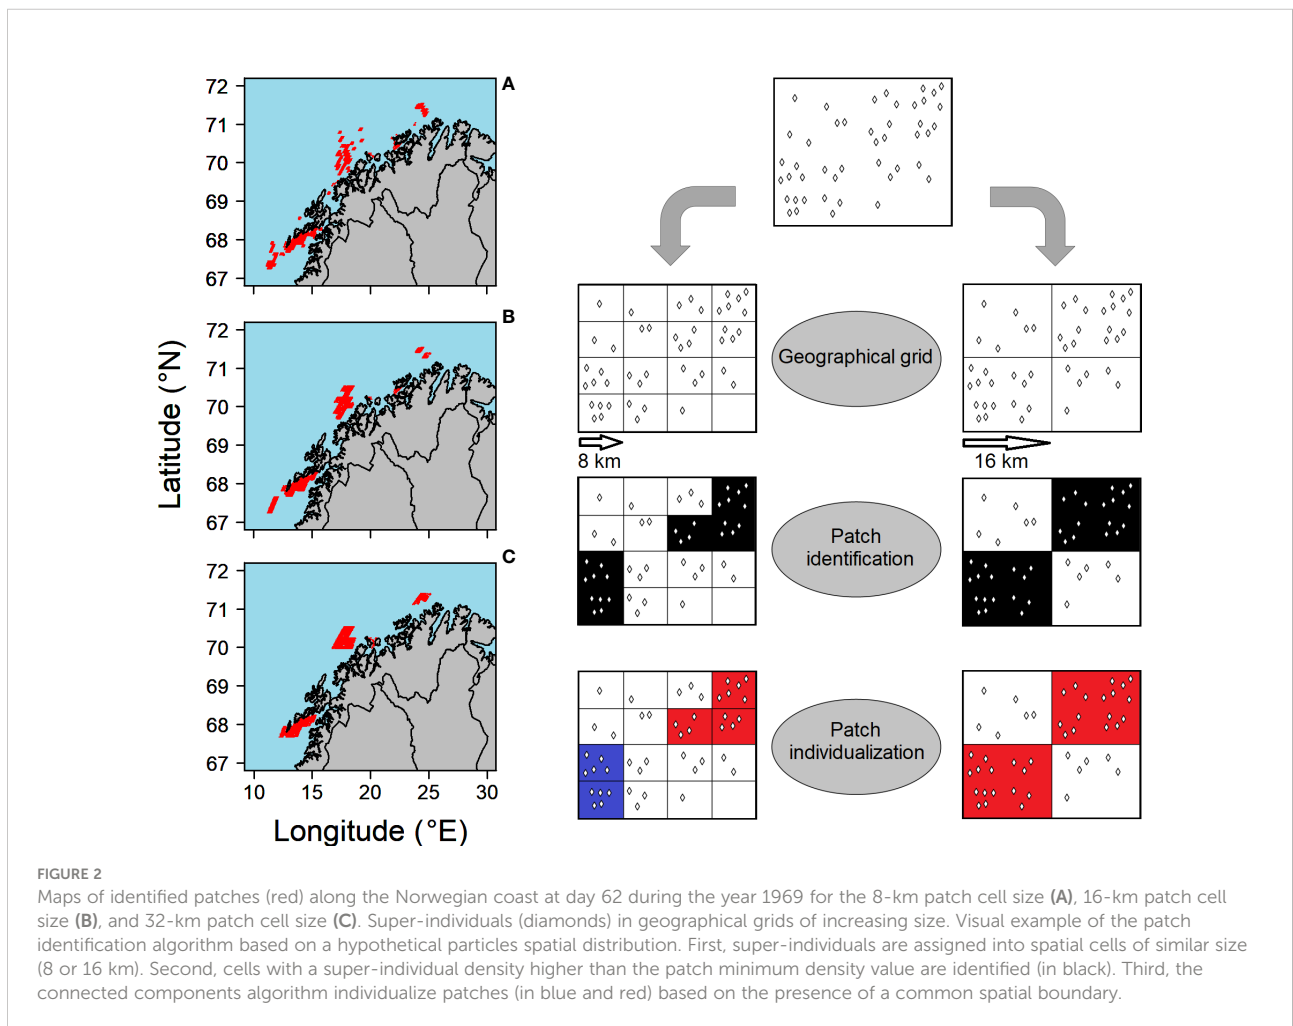 A
72
71
70
69
68
67
B
72
71
70
69
68
67
C
72
71
70
69
68
67
10 15 20 25 30
Latitude (°N)
Longitude (°E)
Geographical grid
8 km
16 km
Patch
identification
Patch
individualization
FIGURE 2
Maps of identified patches (red) along the Norwegian coast at day 62 during the year 1969 for the 8-km patch cell size (A), 16-km patch cell
size (B), and 32-km patch cell size (C). Super-individuals (diamonds) in geographical grids of increasing size. Visual example of the patch
identification algorithm based on a hypothetical particles spatial distribution. First, super-individuals are assigned into spatial cells of similar size
(8 or 16 km). Second, cells with a super-individual density higher than the patch minimum density value are identified (in black). Third, the
connected components algorithm individualize patches (in blue and red) based on the presence of a common spatial boundary.